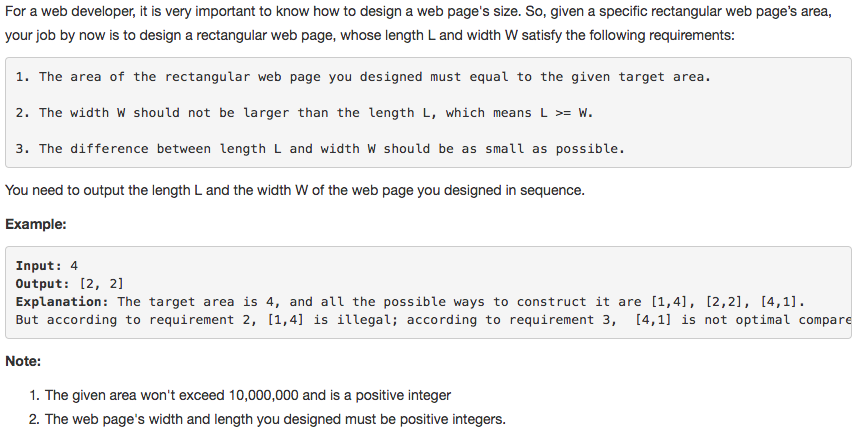 For a web developer, it is very important to know how to design a web page's size. So, given a specific rectangular web page's area,
your job by now is to design a rectangular web page, whose length L and width W satisfy the following requirements:
1. The area of the rectangular web page you designed must equal to the given target area.
2. The width W should not be larger than the length L, which means L >= W.
3. The difference between length L and width W should be as small as possible.
You need to output the length L and the width W of the web page you designed in sequence.
Example:
Input: 4
Output: [2, 2]
Explanation: The target area is 4, and all the possible ways to construct it are [1,4], [2,2], [4,1].
But according to requirement 2, [1,4] is illegal; according to requirement 3,  [4,1] is not optimal compare
Note:
1. The given area won't exceed 10,000,000 and is a positive integer
2. The web page's width and length you designed must be positive integers.